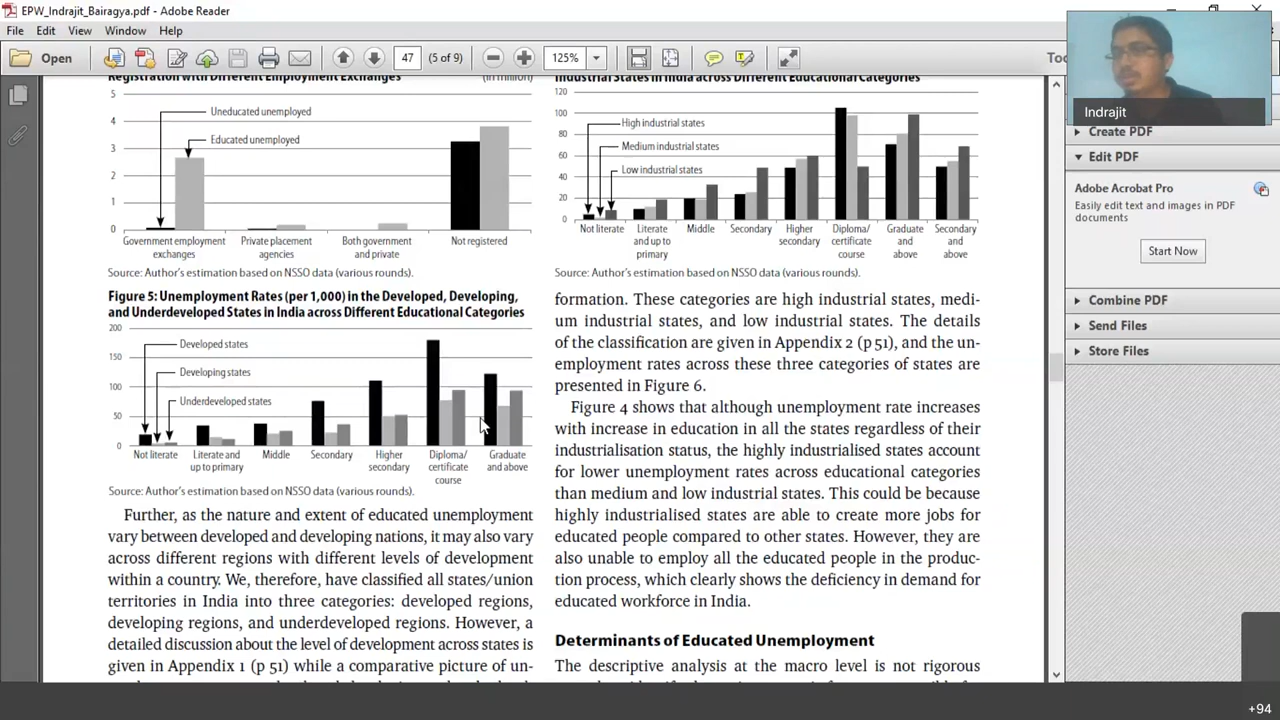 EPW_Indrajit_Bairagya.pdf - Adobe Reader
File Edit View Window Help
Open 47 (5 of 9) 125%
Indrajit
Create PDF
Edit PDF
Adobe Acrobat Pro
Easily edit text and images in PDF
documents
Start Now
Combine PDF
Send Files
Store Files
Registration with Different Employment Exchanges
5
4
3
2
1
0
Uneducated unemployed
Educated unemployed
Government employment
exchanges
Private placement
agencies
Both government
and private
Not registered
Source: Author's estimation based on NSSO data (various rounds).
Figure 5: Unemployment Rates (per 1,000) in the Developed, Developing,
and Underdeveloped States in India across Different Educational Categories
200
150
100
50
0
Developed states
Developing states
Underdeveloped states
Not literate
Literate and
up to primary
Middle
Secondary
Higher
secondary
Diploma/
certificate
course
Graduate
and above
Source: Author's estimation based on NSSO data (various rounds).
Further, as the nature and extent of educated unemployment
vary between developed and developing nations, it may also vary
across different regions with different levels of development
within a country. We, therefore, have classified all states/union
territories in India into three categories: developed regions,
developing regions, and underdeveloped regions. However, a
detailed discussion about the level of development across states is
given in Appendix 1 (p 51) while a comparative picture of un-
Industrial States in India across Different Educational Categories
120
100
80
60
40
20
0
High industrial states
Medium industrial states
Low industrial states
Not literate
Literate
and up to
primary
Middle
Secondary
Higher
secondary
Diploma/
certificate
course
Graduate
and above
Secondary
and
above
Source: Author's estimation based on NSSO data (various rounds).
formation. These categories are high industrial states, medi-
um industrial states, and low industrial states. The details
of the classification are given in Appendix 2 (p 51), and the un-
employment rates across these three categories of states are
presented in Figure 6.
Figure 4 shows that although unemployment rate increases
with increase in education in all the states regardless of their
industrialisation status, the highly industrialised states account
for lower unemployment rates across educational categories
than medium and low industrial states. This could be because
highly industrialised states are able to create more jobs for
educated people compared to other states. However, they are
also unable to employ all the educated people in the produc-
tion process, which clearly shows the deficiency in demand for
educated workforce in India.
Determinants of Educated Unemployment
The descriptive analysis at the macro level is not rigorous
+94